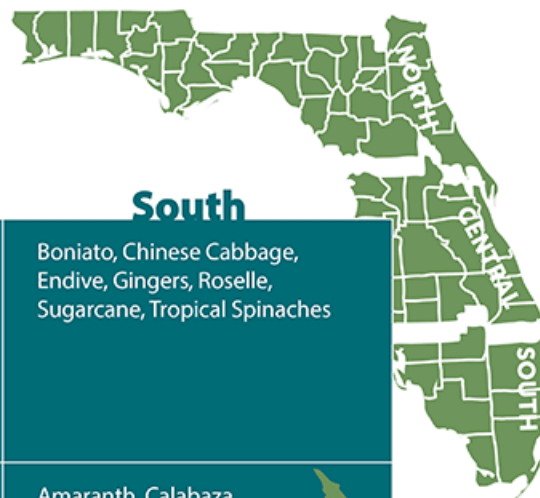 NORTH
South
CENTRAL
Boniato, Chinese Cabbage,
Endive, Gingers, Roselle,
Sugarcane, Tropical Spinaches
SOUTH
Amaranth, Calabaza